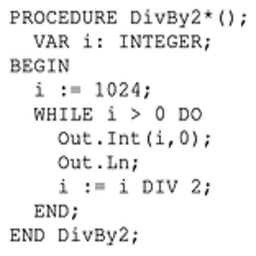 PROCEDURE DivBy2*();
  VAR i: INTEGER;
BEGIN
  i := 1024;
  WHILE i > 0 DO
    Out.Int(i,0);
    Out.Ln;
    i := i DIV 2;
  END;
END DivBy2;